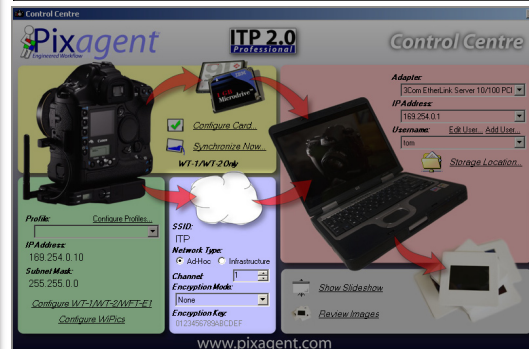 Control Centre
Pixagent
Engineered Workflow
ITP 2.0
Professional
Control Centre
1 GB
Microdrive
Configure Card...
Synchronize Now...
WT-1/WT-2 Only
Adapter:
3Com EtherLink Server 10/100 PCI
IP Address:
169.254.0.1
Username: Edit User... Add User...
tom
Storage Location...
Profile: Configure Profiles...
IP Address:
169.254.0.10
Subnet Mask:
255.255.0.0
Configure WT-1/WT-2/WFT-E1
Configure WiPics
SSID:
ITP
Network Type:
Ad-Hoc Infrastructure
Channel: 1
Encryption Mode:
None
Encryption Key:
0123456789ABCDEF
Show Slideshow
Review Images
www.pixagent.com